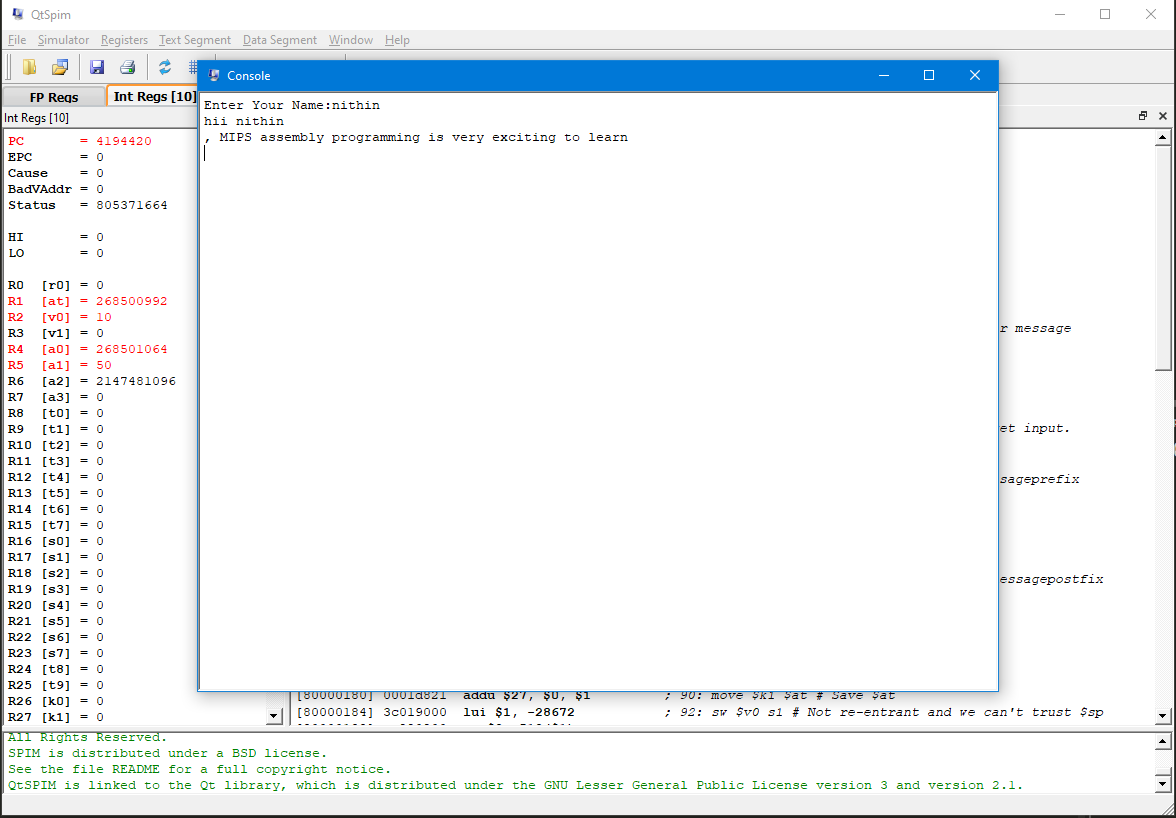 QtSpim
File Simulator Registers Text Segment Data Segment Window Help
FP Regs
Int Regs [10]
Int Regs [10]
PC = 4194420
EPC = 0
Cause = 0
BadVAddr = 0
Status = 805371664
HI = 0
LO = 0
R0 [r0] = 0
R1 [at] = 268500992
R2 [v0] = 10
R3 [v1] = 0
R4 [a0] = 268501064
R5 [a1] = 50
R6 [a2] = 2147481096
R7 [a3] = 0
R8 [t0] = 0
R9 [t1] = 0
R10 [t2] = 0
R11 [t3] = 0
R12 [t4] = 0
R13 [t5] = 0
R14 [t6] = 0
R15 [t7] = 0
R16 [s0] = 0
R17 [s1] = 0
R18 [s2] = 0
R19 [s3] = 0
R20 [s4] = 0
R21 [s5] = 0
R22 [s6] = 0
R23 [s7] = 0
R24 [t8] = 0
R25 [t9] = 0
R26 [k0] = 0
R27 [k1] = 0
Console
Enter Your Name:nithin
hii nithin
, MIPS assembly programming is very exciting to learn
r message
et input.
sageprefix
essagepostfix
[80000180] 0001d821 addu $27, $0, $1 ; 90: move $k1 $at # Save $at
[80000184] 3c019000 lui $1, -28672 ; 92: sw $v0 s1 # Not re-entrant and we can't trust $sp
All Rights Reserved.
SPIM is distributed under a BSD license.
See the file README for a full copyright notice.
QtSPIM is linked to the Qt library, which is distributed under the GNU Lesser General Public License version 3 and version 2.1.